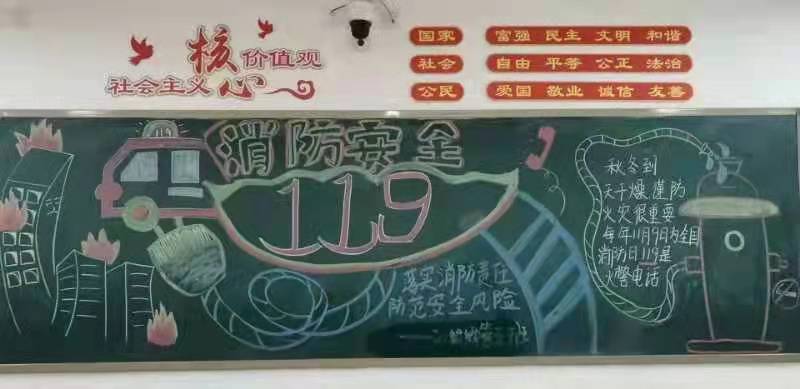 核心价值观
社会主义
国家 富强 民主 文明 和谐
社会 自由 平等 公正 法治
公民 爱国 敬业 诚信 友善
119
消防安全
119
落实消防责任
防范安全风险
秋冬到
天干燥,谨防
火灾很重要
每年11月9日为全国
消防日119是
火警电话